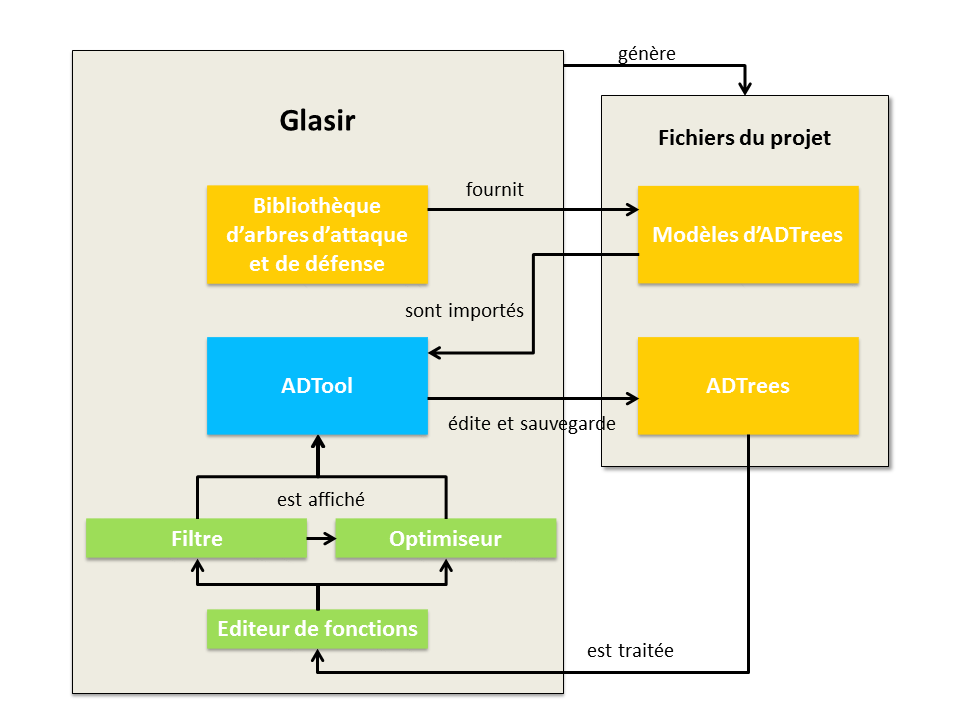 génère
Glasir
Fichiers du projet
Bibliothèque
d’arbres d’attaque
et de défense
fournit
Modèles d’ADTrees
sont importés
ADTool
ADTrees
édite et sauvegarde
est affiché
Filtre
Optimiseur
Editeur de fonctions
est traitée